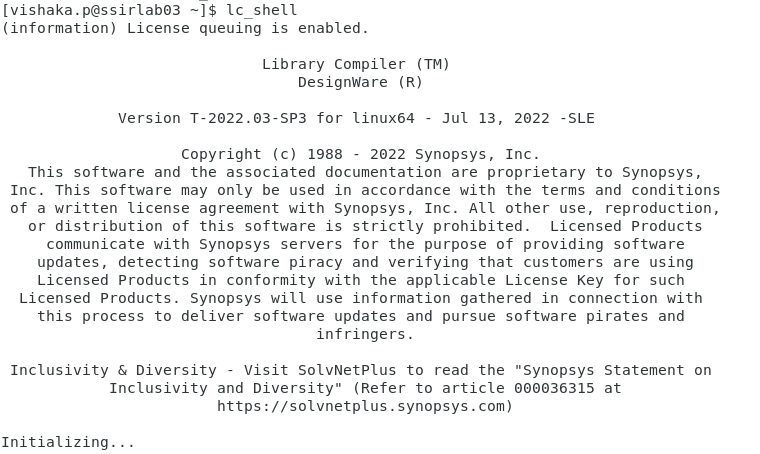 [vishaka.p@ssirlab03 ~]$ lc_shell
(information) License queuing is enabled.
Library Compiler (TM)
DesignWare (R)
Version T-2022.03-SP3 for linux64 - Jul 13, 2022 -SLE
Copyright (c) 1988 - 2022 Synopsys, Inc.
This software and the associated documentation are proprietary to Synopsys,
Inc. This software may only be used in accordance with the terms and conditions
of a written license agreement with Synopsys, Inc. All other use, reproduction,
or distribution of this software is strictly prohibited.  Licensed Products
communicate with Synopsys servers for the purpose of providing software
updates, detecting software piracy and verifying that customers are using
Licensed Products in conformity with the applicable License Key for such
Licensed Products. Synopsys will use information gathered in connection with
this process to deliver software updates and pursue software pirates and
infringers.
Inclusivity & Diversity - Visit SolvNetPlus to read the "Synopsys Statement on
Inclusivity and Diversity" (Refer to article 000036315 at
https://solvnetplus.synopsys.com)
Initializing...